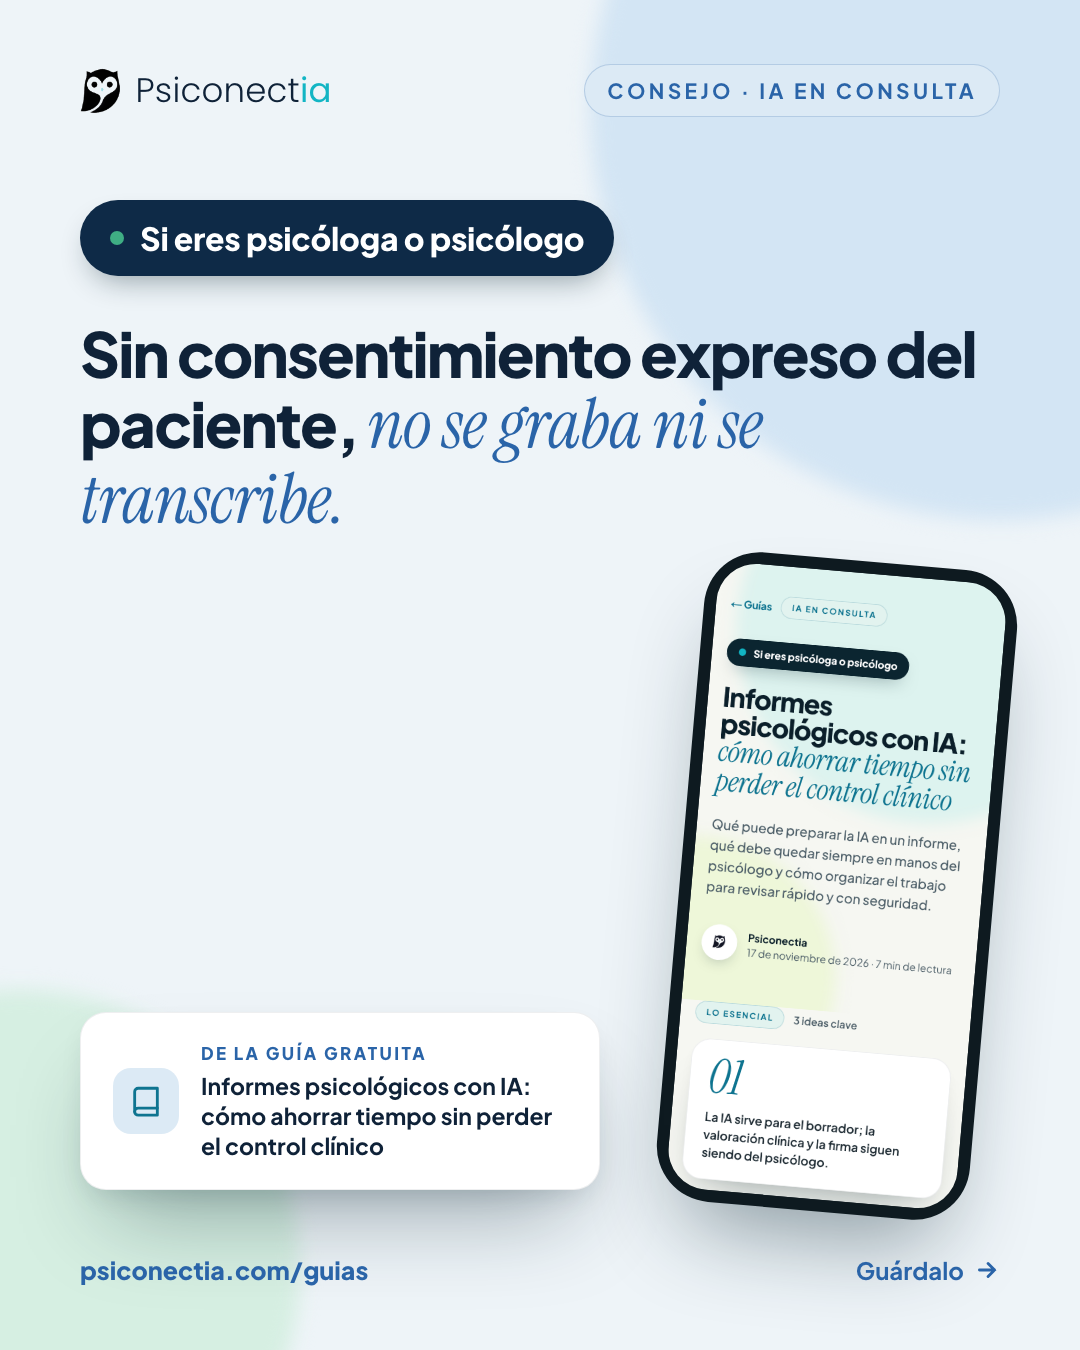 Psiconectia
CONSEJO · IA EN CONSULTA
Si eres psicóloga o psicólogo
Sin consentimiento expreso del
paciente, no se graba ni se
transcribe.
← Guías
IA EN CONSULTA
Si eres psicóloga o psicólogo
Informes
psicológicos con IA:
cómo ahorrar tiempo sin
perder el control clínico
Qué puede preparar la IA en un informe,
qué debe quedar siempre en manos del
psicólogo y cómo organizar el trabajo
para revisar rápido y con seguridad.
Psiconectia
17 de noviembre de 2026 · 7 min de lectura
LO ESENCIAL
3 ideas clave
01
La IA sirve para el borrador; la
valoración clínica y la firma siguen
siendo del psicólogo.
DE LA GUÍA GRATUITA
Informes psicológicos con IA:
cómo ahorrar tiempo sin perder
el control clínico
psiconectia.com/guias
Guárdalo →